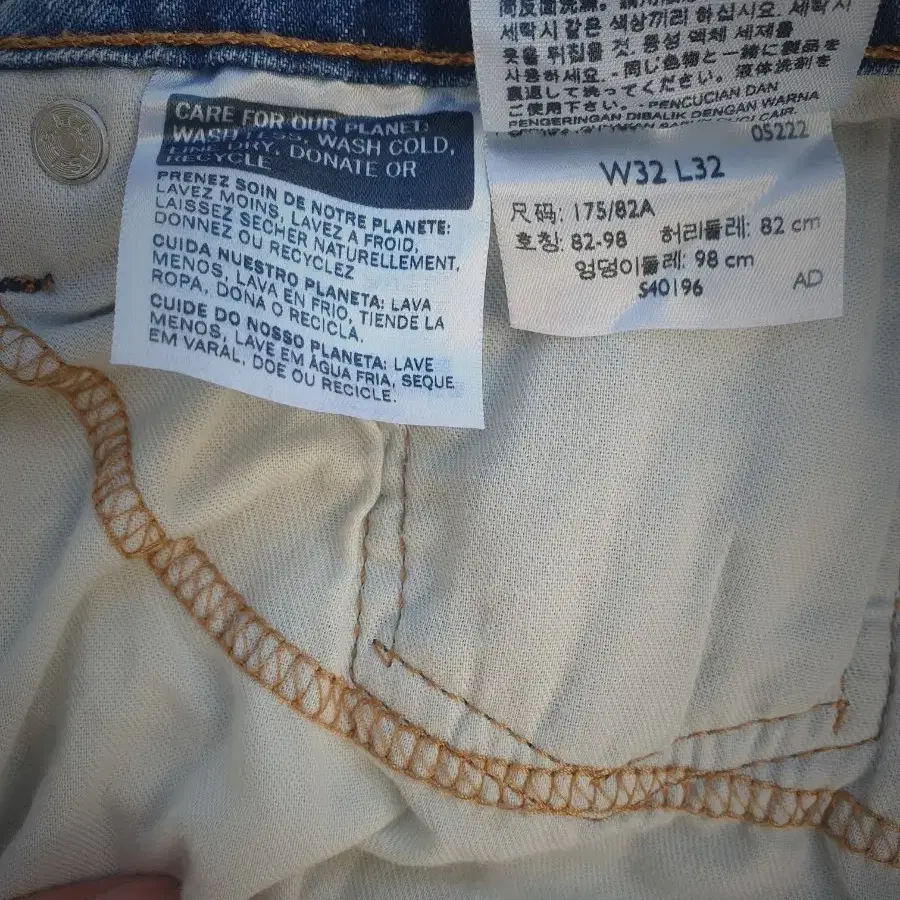 세탁시 같은 색상끼리 하십시오. 세탁시
옷을 뒤집을 것. 중성 액체 세제를
사용하세요. - 同じ色物と一緒に製品を
裏返して洗ってください。液体洗剤を
ご使用下さい。- PENCUCIAN DAN
PENGERINGAN DIBALIK DENGAN WARNA
05222
W32 L32
尺码: 175/82A
호칭: 82-98 허리둘레: 82 cm
엉덩이둘레: 98 cm
S40196 AD
CARE FOR OUR PLANET:
WASH LESS, WASH COLD,
LINE DRY, DONATE OR
RECYCLE
PRENEZ SOIN DE NOTRE PLANETE:
LAVEZ MOINS, LAVEZ A FROID,
LAISSEZ SECHER NATURELLEMENT,
DONNEZ OU RECYCLEZ
CUIDA NUESTRO PLANETA: LAVA
MENOS, LAVA EN FRIO, TIENDE LA
ROPA, DONA O RECICLA.
CUIDE DO NOSSO PLANETA: LAVE
MENOS, LAVE EM ÁGUA FRIA, SEQUE
EM VARAL, DOE OU RECICLE.